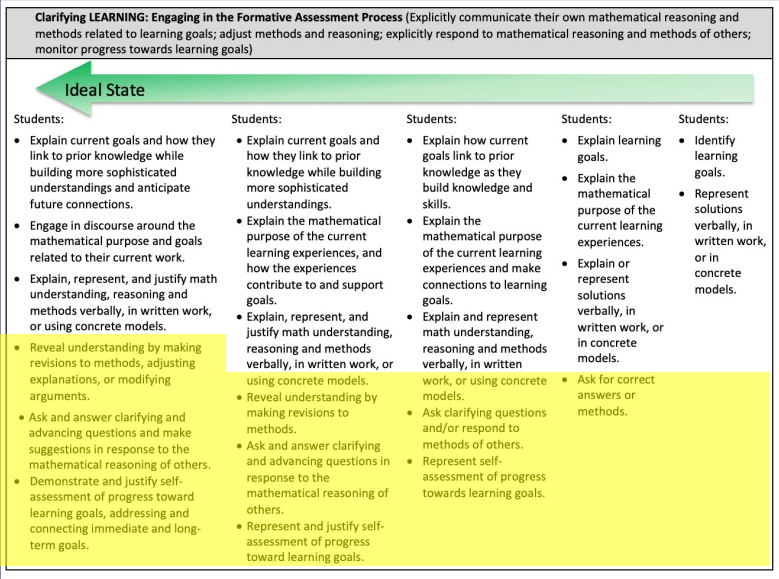 Clarifying LEARNING: Engaging in the Formative Assessment Process (Explicitly communicate their own mathematical reasoning and
methods related to learning goals; adjust methods and reasoning; explicitly respond to mathematical reasoning and methods of others;
monitor progress towards learning goals)
Ideal State
Students:
• Explain current goals and how they
link to prior knowledge while
building more sophisticated
understandings and anticipate
future connections.
• Engage in discourse around the
mathematical purpose and goals
related to their current work.
• Explain, represent, and justify math
understanding, reasoning and
methods verbally, in written work,
or using concrete models.
• Reveal understanding by making
revisions to methods, adjusting
explanations, or modifying
arguments.
• Ask and answer clarifying and
advancing questions and make
suggestions in response to the
mathematical reasoning of others.
• Demonstrate and justify self-
assessment of progress toward
learning goals, addressing and
connecting immediate and long-
term goals.
Students:
• Explain current goals and
how they link to prior
knowledge while building
more sophisticated
understandings.
• Explain the mathematical
purpose of the current
learning experiences, and
how the experiences
contribute to and support
goals.
• Explain, represent, and
justify math understanding,
reasoning and methods
verbally, in written work, or
using concrete models.
• Reveal understanding by
making revisions to
methods.
• Ask and answer clarifying
and advancing questions in
response to the
mathematical reasoning of
others.
• Represent and justify self-
assessment of progress
toward learning goals.
Students:
• Explain how current
goals link to prior
knowledge as they
build knowledge and
skills.
• Explain the
mathematical purpose
of the current learning
experiences and make
connections to learning
goals.
• Explain and represent
math understanding,
reasoning and methods
verbally, in written
work, or using concrete
models.
• Ask clarifying questions
and/or respond to
methods of others.
• Represent self-
assessment of progress
towards learning goals.
Students:
• Explain learning
goals.
• Explain the
mathematical
purpose of the
current learning
experiences.
• Explain or
represent
solutions
verbally, in
written work, or
in concrete
models.
• Ask for correct
answers or
methods.
Students:
• Identify
learning
goals.
• Represent
solutions
verbally, in
written work,
or in
concrete
models.